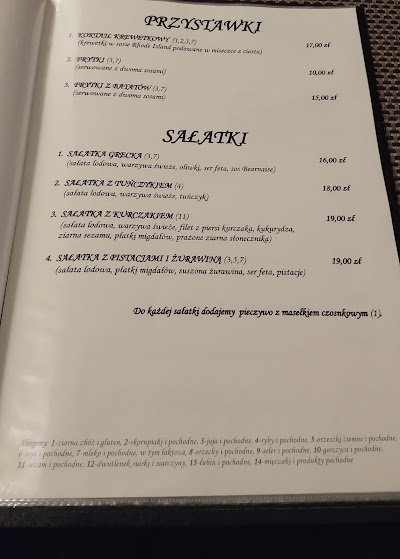 PRZYSTAWKI
1. KOKTAJL KREWETKOWY (1,2,3,7) 17,00 zł
(krewetki w sosie Rhode Island podawane w miseczce z ciasta)
2. FRYTKI (3,7) 10,00 zł
(serwowane z dwoma sosami)
3. FRYTKI Z BATATÓW (3,7) 15,00 zł
(serwowane z dwoma sosami)
SAŁATKI
1. SAŁATKA GRECKA (3,7) 16,00 zł
(sałata lodowa, warzywa świeże, oliwki, ser feta, sos Bearnaise)
2. SAŁATKA Z TUŃCZYKIEM (4) 18,00 zł
(sałata lodowa, warzywa świeże, tuńczyk)
3. SAŁATKA Z KURCZAKIEM (11) 19,00 zł
(sałata lodowa, warzywa świeże, filet z piersi kurczaka, kukurydza,
ziarna sezamu, płatki migdałów, prażone ziarna słonecznika)
4. SAŁATKA Z PISTACJAMI I ŻURAWINĄ (3,5,7) 19,00 zł
(sałata lodowa, płatki migdałów, suszona żurawina, ser feta, pistacje)
Do każdej sałatki dodajemy pieczywo z masełkiem czosnkowym (1).
Alergeny: 1-ziarna zbóż i gluten, 2-skorupiaki i pochodne, 3-jaja i pochodne, 4-ryby i pochodne, 5-orzeszki ziemne i pochodne,
6-soja i pochodne, 7-mleko i pochodne, w tym laktoza, 8-orzechy i pochodne, 9-seler i pochodne, 10-gorczyca i pochodne,
11-sezam i pochodne, 12-dwutlenek siarki i siarczyny, 13-łubin i pochodne, 14-mięczaki i produkty pochodne